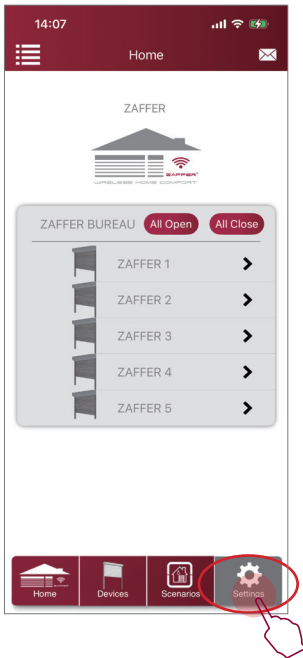 14:07
Home
ZAFFER
ZAFFER
WIRELESS HOME COMFORT
ZAFFER BUREAU All Open All Close
ZAFFER 1
ZAFFER 2
ZAFFER 3
ZAFFER 4
ZAFFER 5
Home Devices Scenarios Settings